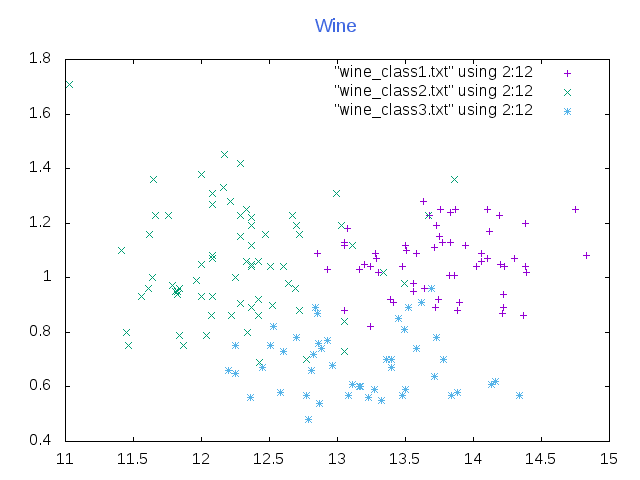 Wine
1.8
"wine_class1.txt" using 2:12
"wine_class2.txt" using 2:12
"wine_class3.txt" using 2:12
1.6
1.4
1.2
1
0.8
0.6
0.4
11 11.5 12 12.5 13 13.5 14 14.5 15